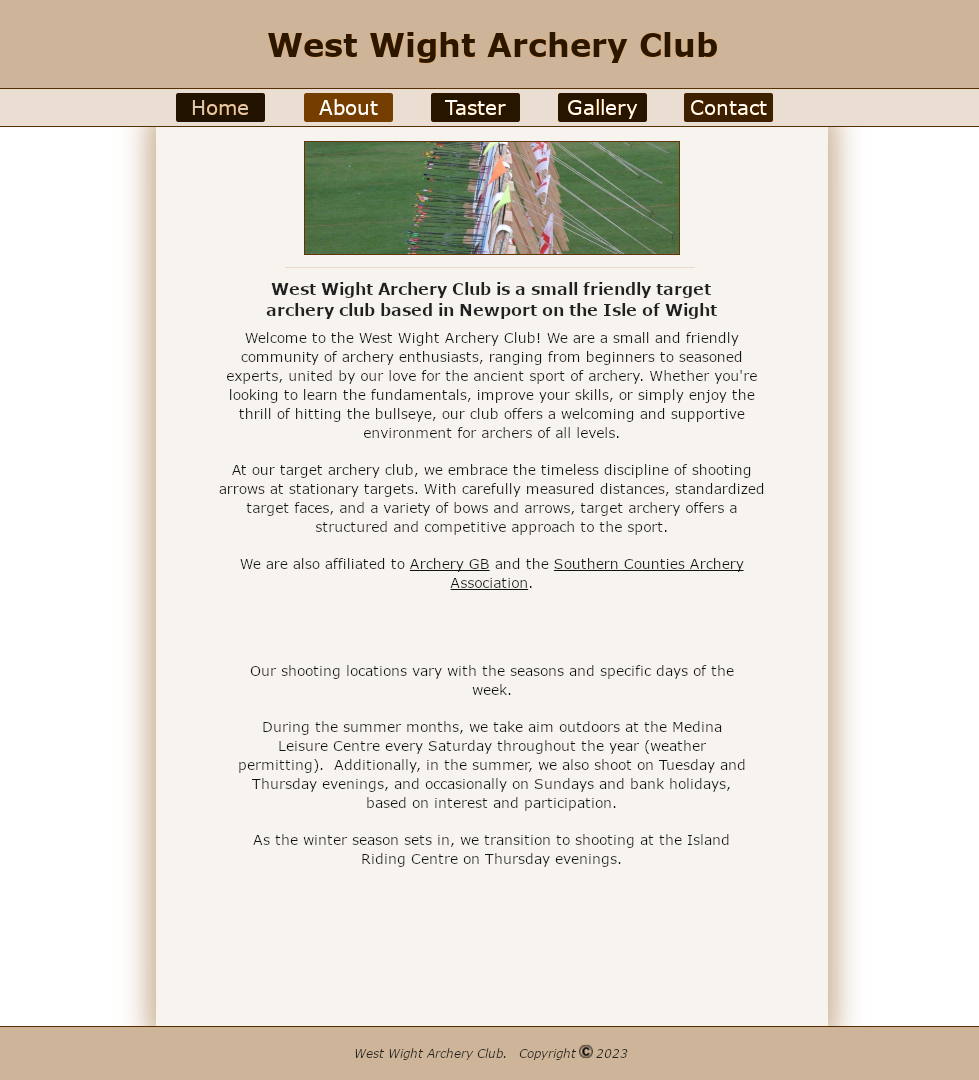 West Wight Archery Club
Home About Taster Gallery Contact
West Wight Archery Club is a small friendly target
archery club based in Newport on the Isle of Wight
Welcome to the West Wight Archery Club! We are a small and friendly
community of archery enthusiasts, ranging from beginners to seasoned
experts, united by our love for the ancient sport of archery. Whether you're
looking to learn the fundamentals, improve your skills, or simply enjoy the
thrill of hitting the bullseye, our club offers a welcoming and supportive
environment for archers of all levels.
At our target archery club, we embrace the timeless discipline of shooting
arrows at stationary targets. With carefully measured distances, standardized
target faces, and a variety of bows and arrows, target archery offers a
structured and competitive approach to the sport.
We are also affiliated to Archery GB and the Southern Counties Archery
Association.
Our shooting locations vary with the seasons and specific days of the
week.
During the summer months, we take aim outdoors at the Medina
Leisure Centre every Saturday throughout the year (weather
permitting).  Additionally, in the summer, we also shoot on Tuesday and
Thursday evenings, and occasionally on Sundays and bank holidays,
based on interest and participation.
As the winter season sets in, we transition to shooting at the Island
Riding Centre on Thursday evenings.
West Wight Archery Club.   Copyright © 2023